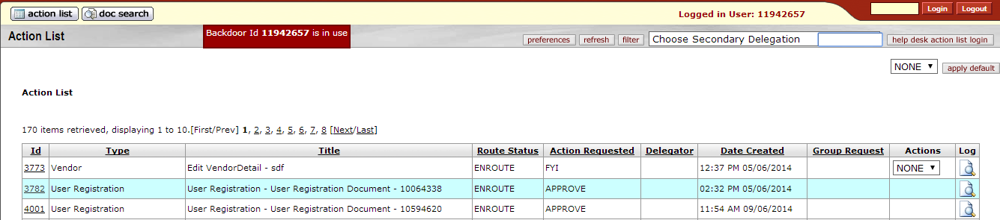 action list doc search Logged in User: 11942657 Login Logout
Action List Backdoor Id 11942657 is in use preferences refresh filter Choose Secondary Delegation help desk action list login
NONE apply default
Action List
170 items retrieved, displaying 1 to 10.[First/Prev] 1, 2, 3, 4, 5, 6, 7, 8 [Next/Last]
Id Type Title Route Status Action Requested Delegator Date Created Group Request Actions Log
3773 Vendor Edit VendorDetail - sdf ENROUTE FYI 12:37 PM 05/06/2014 NONE
3782 User Registration User Registration - User Registration Document - 10064338 ENROUTE APPROVE 02:32 PM 05/06/2014
4001 User Registration User Registration - User Registration Document - 10594620 ENROUTE APPROVE 11:54 AM 09/06/2014